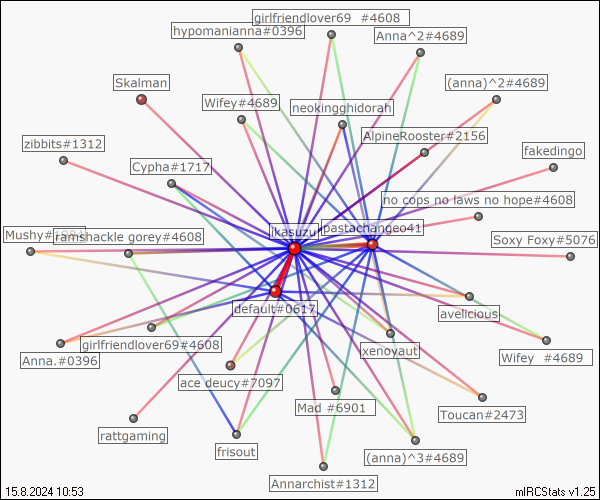 girlfriendlover69 #4608
hypomanianna#0396
Anna^2#4689
Skalman
(anna)^2#4689
Wifey#4689
neokingghidorah
AlpineRooster#2156
zibbits#1312
fakedingo
Cypha#1717
no cops no laws no hope#4608
pastachangeo41
ikasuzu
Mushy#
ramshackle gorey#4608
Soxy Foxy#5076
default#0617
avelicious
girlfriendlover69#4608
xenoyaut
Anna.#0396
Wifey #4689
ace deucy#7097
Mad #6901
Toucan#2473
rattgaming
frisout
(anna)^3#4689
Annarchist#1312
15.8.2024 10:53
mIRCStats v1.25